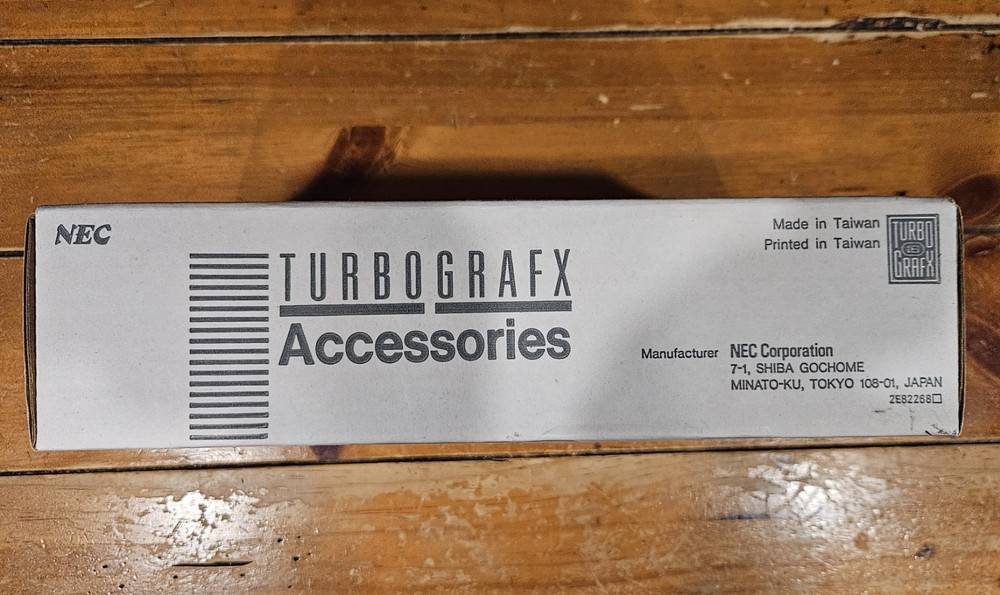 NEC
TURBOGRAFX
Accessories
Made in Taiwan
Printed in Taiwan
TURBO
16
GRAFX
Manufacturer NEC Corporation
7-1, SHIBA GOCHOME
MINATO-KU, TOKYO 108-01, JAPAN
2E82268□